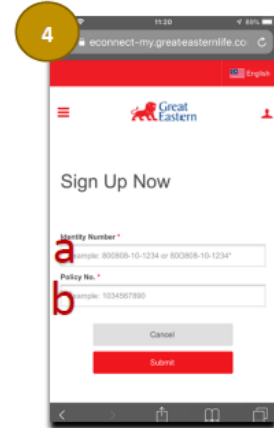 4
11:20
80%
econnect-my.greateasternlife.co
English
Great
Eastern
Sign Up Now
Identity Number *
a
Example: 800808-10-1234 or 800808-10-1234*
Policy No. *
b
Example: 1034567890
Cancel
Submit